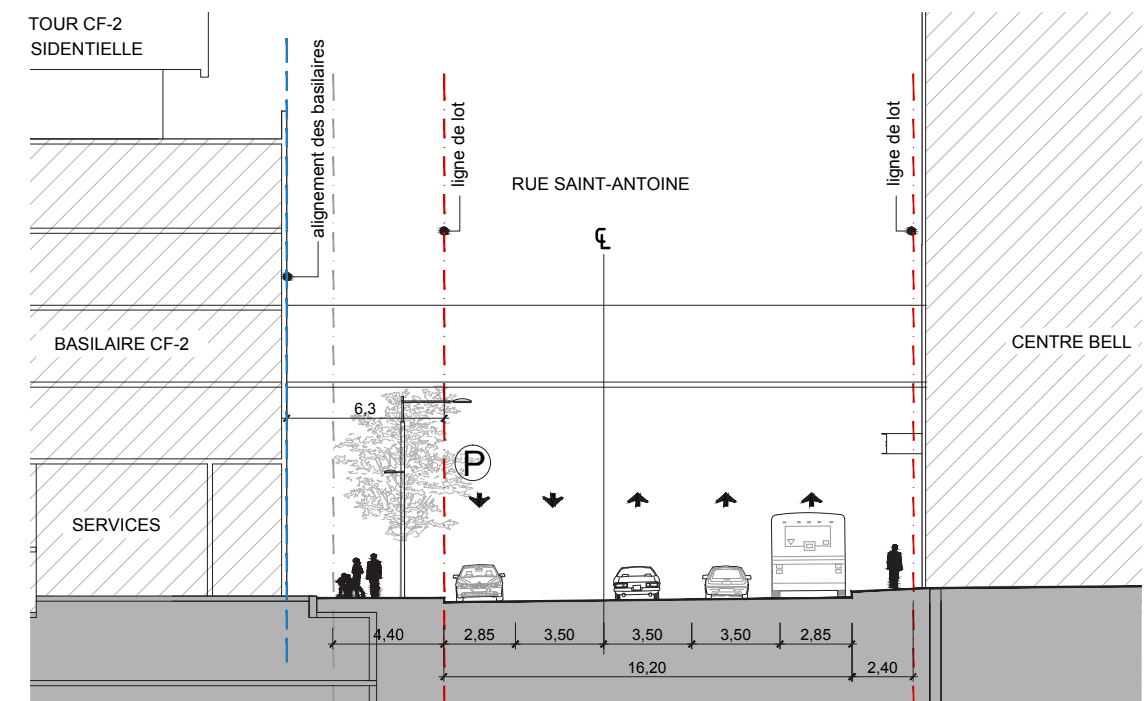 TOUR CF-2
SIDENTIELLE
alignement des basilaires
ligne de lot
ligne de lot
RUE SAINT-ANTOINE
℄
BASILAIRE CF-2
CENTRE BELL
6,3
P
SERVICES
4,40
2,85
3,50
3,50
3,50
2,85
16,20
2,40